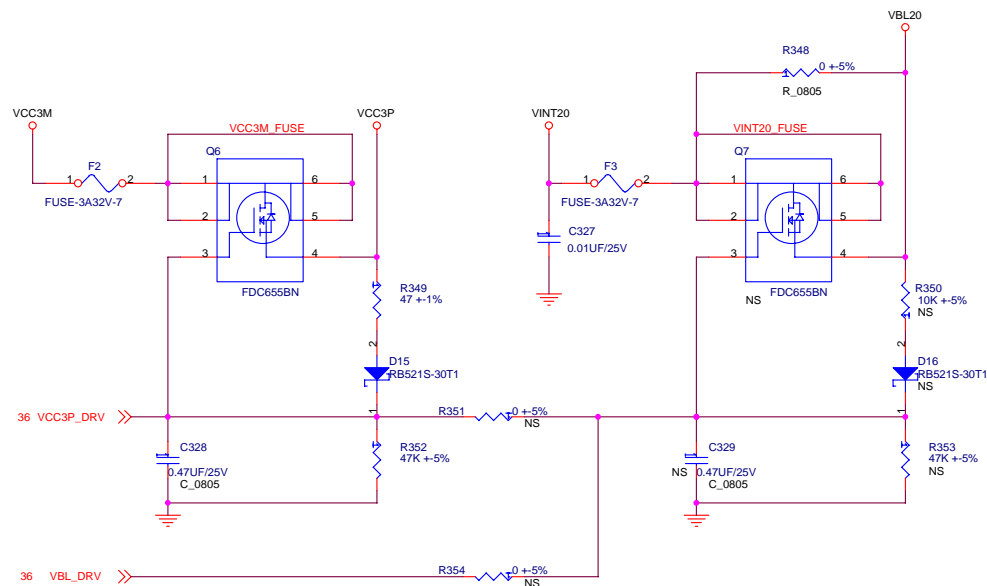 VBL20
R348
0 +-5%
1
R_0805
VCC3M
VCC3P
VINT20
VCC3M_FUSE
VINT20_FUSE
F2
1 2
FUSE-3A32V-7
Q6
1 6
2 5
3 4
FDC655BN
F3
1 2
FUSE-3A32V-7
C327
0.01UF/25V
Q7
1 6
2 5
3 4
NS
FDC655BN
R349
47 +-1%
R350
10K +-5%
NS
2
D15
RB521S-30T1
1
2
D16
RB521S-30T1
NS
1
36 VCC3P_DRV
R351
0 +-5%
NS
C328
0.47UF/25V
C_0805
R352
47K +-5%
C329
NS 0.47UF/25V
C_0805
R353
47K +-5%
NS
36 VBL_DRV
R354
0 +-5%
NS